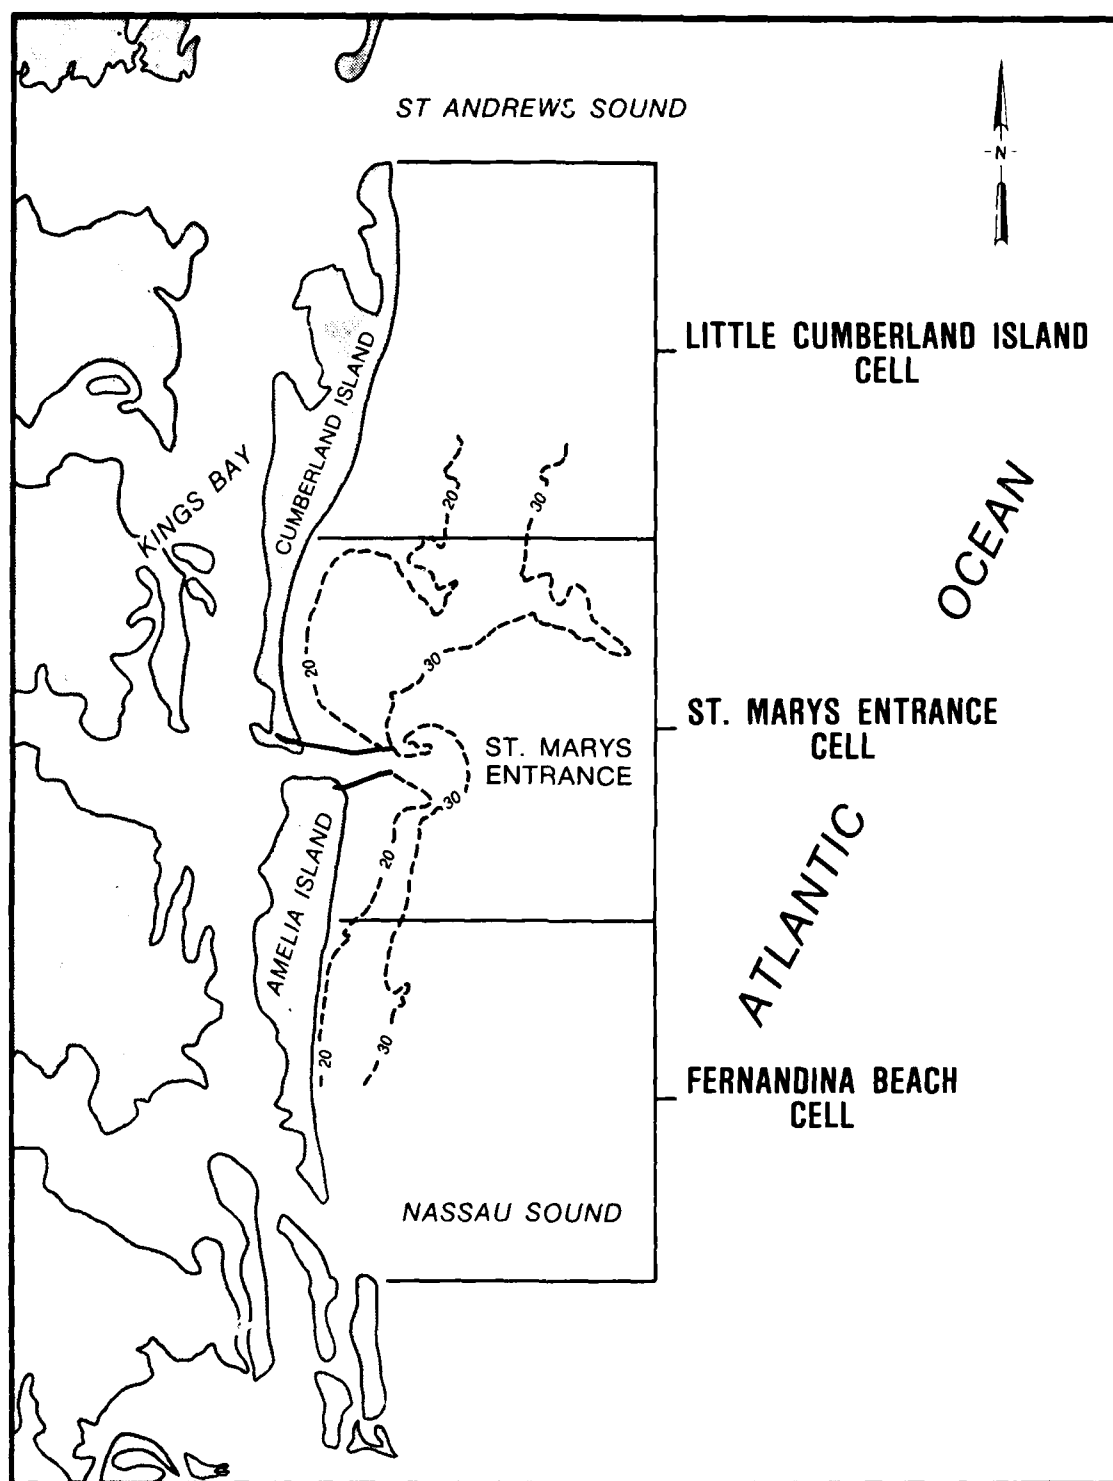 ST ANDREWS SOUND
N
LITTLE CUMBERLAND ISLAND
CELL
CUMBERLAND ISLAND
KINGS BAY
20
30
OCEAN
20
30
ST. MARYS ENTRANCE
CELL
ST. MARYS
ENTRANCE
30
20
ATLANTIC
AMELIA ISLAND
20
30
FERNANDINA BEACH
CELL
NASSAU SOUND